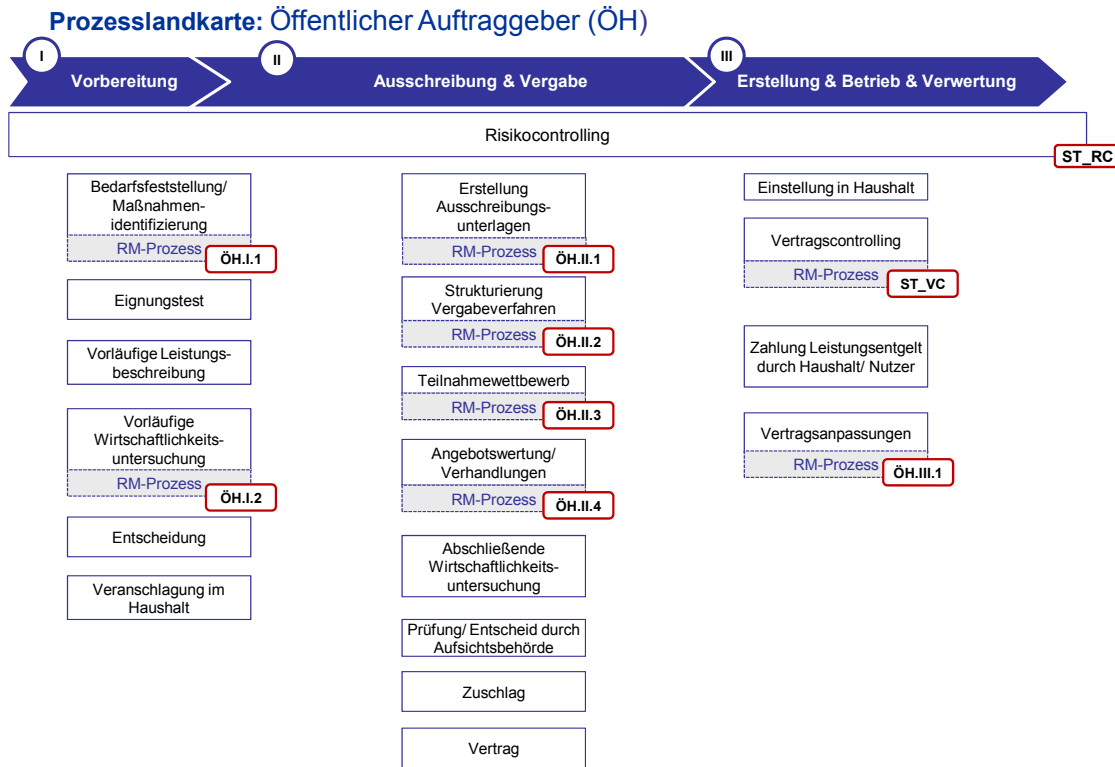 Prozesslandkarte: Öffentlicher Auftraggeber (ÖH)
I
II
III
Vorbereitung
Ausschreibung & Vergabe
Erstellung & Betrieb & Verwertung
Risikocontrolling
ST_RC
Bedarfsfeststellung/
Maßnahmen-
identifizierung
RM-Prozess
ÖH.I.1
Eignungstest
Vorläufige Leistungs-
beschreibung
Vorläufige
Wirtschaftlichkeits-
untersuchung
RM-Prozess
ÖH.I.2
Entscheidung
Veranschlagung im
Haushalt
Erstellung
Ausschreibungs-
unterlagen
RM-Prozess
ÖH.II.1
Strukturierung
Vergabeverfahren
RM-Prozess
ÖH.II.2
Teilnahmewettbewerb
RM-Prozess
ÖH.II.3
Angebotswertung/
Verhandlungen
RM-Prozess
ÖH.II.4
Abschließende
Wirtschaftlichkeits-
untersuchung
Prüfung/ Entscheid durch
Aufsichtsbehörde
Zuschlag
Vertrag
Einstellung in Haushalt
Vertragscontrolling
RM-Prozess
ST_VC
Zahlung Leistungsentgelt
durch Haushalt/ Nutzer
Vertragsanpassungen
RM-Prozess
ÖH.III.1